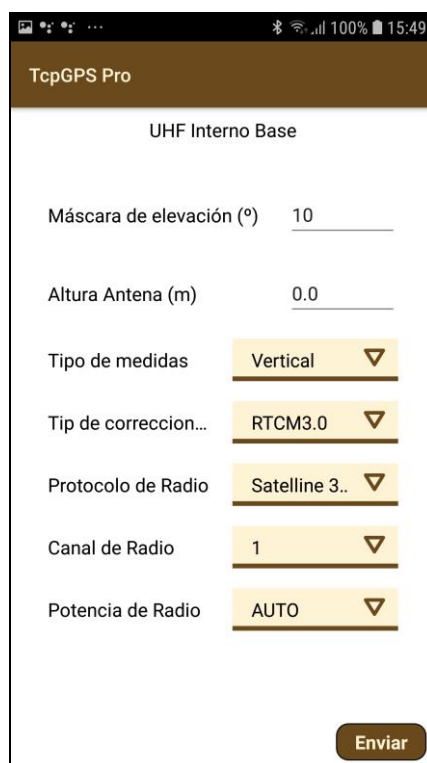 ... 100% 15:49
TcpGPS Pro
UHF Interno Base
Máscara de elevación (º) 10
Altura Antena (m) 0.0
Tipo de medidas Vertical
Tip de correccion... RTCM3.0
Protocolo de Radio Satelline 3..
Canal de Radio 1
Potencia de Radio AUTO
Enviar